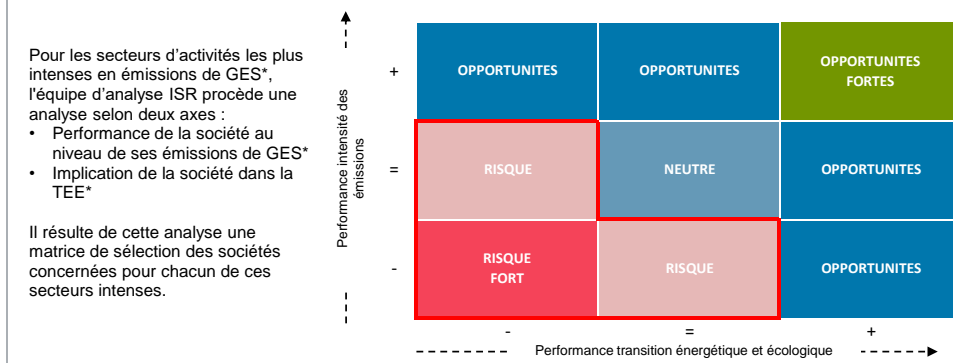 Pour les secteurs d'activités les plus
intenses en émissions de GES*,
l'équipe d'analyse ISR procède une
analyse selon deux axes :
• Performance de la société au
niveau de ses émissions de GES*
• Implication de la société dans la
TEE*
Il résulte de cette analyse une
matrice de sélection des sociétés
concernées pour chacun de ces
secteurs intenses.
Performance intensité des
émissions
+
OPPORTUNITES
OPPORTUNITES
OPPORTUNITES
FORTES
=
RISQUE
NEUTRE
OPPORTUNITES
-
RISQUE
FORT
RISQUE
OPPORTUNITES
- = +
Performance transition énergétique et écologique